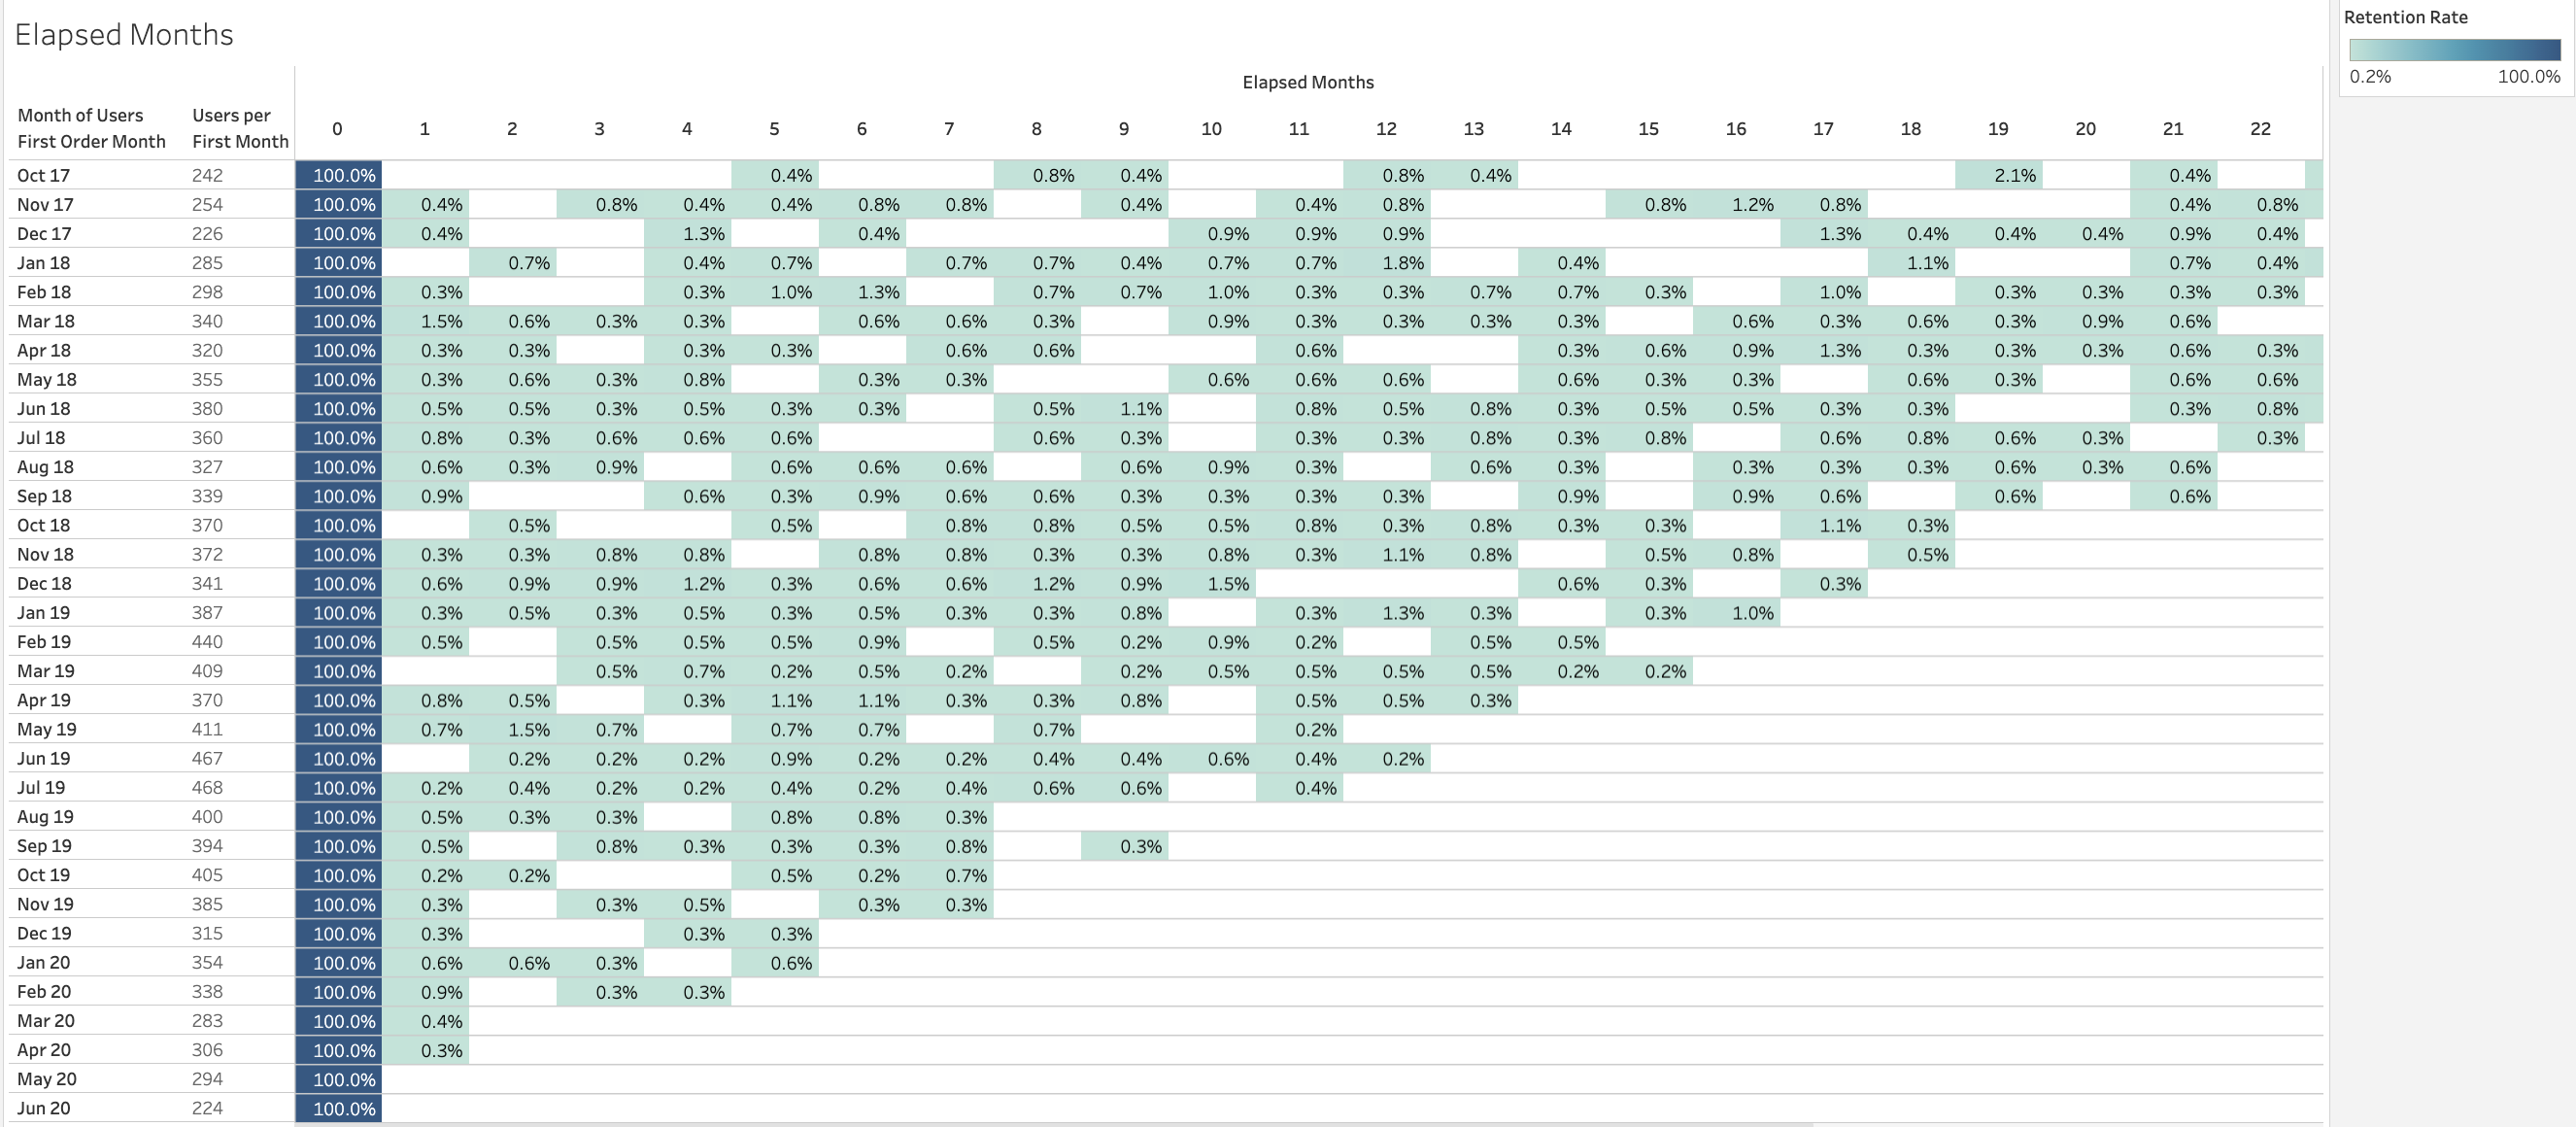 Elapsed Months
Retention Rate
0.2% 100.0%
Elapsed Months
Month of Users First Order Month Users per First Month 0 1 2 3 4 5 6 7 8 9 10 11 12 13 14 15 16 17 18 19 20 21 22
Oct 17 242 100.0% 0.4% 0.8% 0.4% 0.8% 0.4% 2.1% 0.4%
Nov 17 254 100.0% 0.4% 0.8% 0.4% 0.4% 0.8% 0.8% 0.4% 0.4% 0.8% 0.8% 1.2% 0.8% 0.4% 0.8%
Dec 17 226 100.0% 0.4% 1.3% 0.4% 0.9% 0.9% 0.9% 1.3% 0.4% 0.4% 0.4% 0.9% 0.4%
Jan 18 285 100.0% 0.7% 0.4% 0.7% 0.7% 0.7% 0.4% 0.7% 0.7% 1.8% 0.4% 1.1% 0.7% 0.4%
Feb 18 298 100.0% 0.3% 0.3% 1.0% 1.3% 0.7% 0.7% 1.0% 0.3% 0.3% 0.7% 0.7% 0.3% 1.0% 0.3% 0.3% 0.3% 0.3%
Mar 18 340 100.0% 1.5% 0.6% 0.3% 0.3% 0.6% 0.6% 0.3% 0.9% 0.3% 0.3% 0.3% 0.3% 0.6% 0.3% 0.6% 0.3% 0.9% 0.6%
Apr 18 320 100.0% 0.3% 0.3% 0.3% 0.3% 0.6% 0.6% 0.6% 0.3% 0.6% 0.9% 1.3% 0.3% 0.3% 0.3% 0.6% 0.3%
May 18 355 100.0% 0.3% 0.6% 0.3% 0.8% 0.3% 0.3% 0.6% 0.6% 0.6% 0.6% 0.3% 0.3% 0.6% 0.3% 0.6% 0.6%
Jun 18 380 100.0% 0.5% 0.5% 0.3% 0.5% 0.3% 0.3% 0.5% 1.1% 0.8% 0.5% 0.8% 0.3% 0.5% 0.5% 0.3% 0.3% 0.3% 0.8%
Jul 18 360 100.0% 0.8% 0.3% 0.6% 0.6% 0.6% 0.6% 0.3% 0.3% 0.3% 0.8% 0.3% 0.8% 0.6% 0.8% 0.6% 0.3% 0.3%
Aug 18 327 100.0% 0.6% 0.3% 0.9% 0.6% 0.6% 0.6% 0.6% 0.9% 0.3% 0.6% 0.3% 0.3% 0.3% 0.3% 0.6% 0.3% 0.6%
Sep 18 339 100.0% 0.9% 0.6% 0.3% 0.9% 0.6% 0.6% 0.3% 0.3% 0.3% 0.3% 0.9% 0.9% 0.6% 0.6% 0.6%
Oct 18 370 100.0% 0.5% 0.5% 0.8% 0.8% 0.5% 0.5% 0.8% 0.3% 0.8% 0.3% 0.3% 1.1% 0.3%
Nov 18 372 100.0% 0.3% 0.3% 0.8% 0.8% 0.8% 0.8% 0.3% 0.3% 0.8% 0.3% 1.1% 0.8% 0.5% 0.8% 0.5%
Dec 18 341 100.0% 0.6% 0.9% 0.9% 1.2% 0.3% 0.6% 0.6% 1.2% 0.9% 1.5% 0.6% 0.3% 0.3%
Jan 19 387 100.0% 0.3% 0.5% 0.3% 0.5% 0.3% 0.5% 0.3% 0.3% 0.8% 0.3% 1.3% 0.3% 0.3% 1.0%
Feb 19 440 100.0% 0.5% 0.5% 0.5% 0.5% 0.9% 0.5% 0.2% 0.9% 0.2% 0.5% 0.5%
Mar 19 409 100.0% 0.5% 0.7% 0.2% 0.5% 0.2% 0.2% 0.5% 0.5% 0.5% 0.5% 0.2% 0.2%
Apr 19 370 100.0% 0.8% 0.5% 0.3% 1.1% 1.1% 0.3% 0.3% 0.8% 0.5% 0.5% 0.3%
May 19 411 100.0% 0.7% 1.5% 0.7% 0.7% 0.7% 0.7% 0.2%
Jun 19 467 100.0% 0.2% 0.2% 0.2% 0.9% 0.2% 0.2% 0.4% 0.4% 0.6% 0.4% 0.2%
Jul 19 468 100.0% 0.2% 0.4% 0.2% 0.2% 0.4% 0.2% 0.4% 0.6% 0.6% 0.4%
Aug 19 400 100.0% 0.5% 0.3% 0.3% 0.8% 0.8% 0.3%
Sep 19 394 100.0% 0.5% 0.8% 0.3% 0.3% 0.3% 0.8% 0.3%
Oct 19 405 100.0% 0.2% 0.2% 0.5% 0.2% 0.7%
Nov 19 385 100.0% 0.3% 0.3% 0.5% 0.3% 0.3%
Dec 19 315 100.0% 0.3% 0.3% 0.3%
Jan 20 354 100.0% 0.6% 0.6% 0.3% 0.6%
Feb 20 338 100.0% 0.9% 0.3% 0.3%
Mar 20 283 100.0% 0.4%
Apr 20 306 100.0% 0.3%
May 20 294 100.0%
Jun 20 224 100.0%